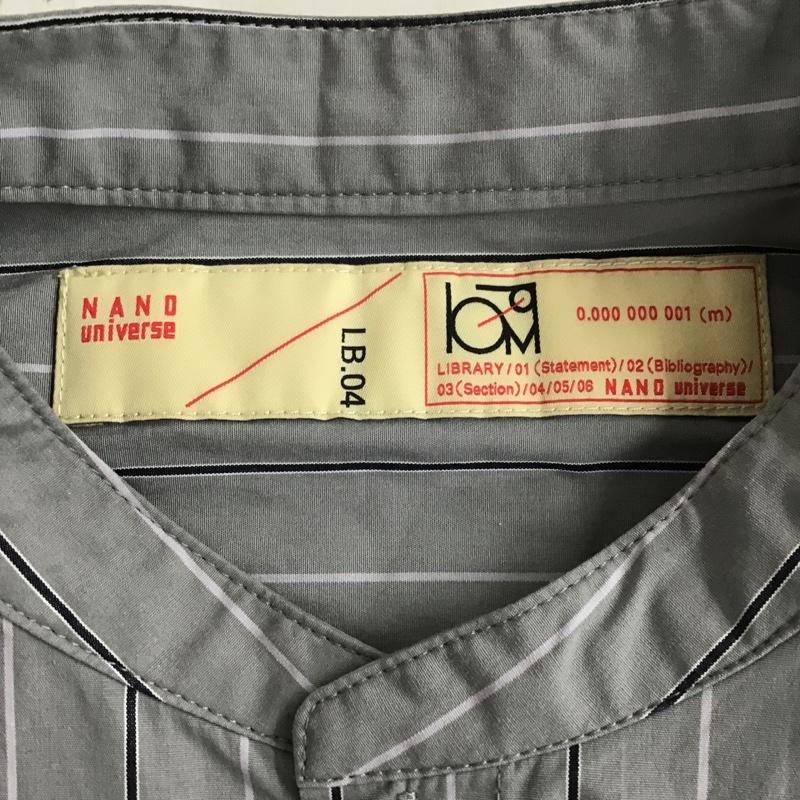 NANO
universe
LB.04
0.000 000 001 (m)
LIBRARY/01 (Statement)/02 (Bibliography)/
03 (Section)/04/05/06 NANO universe